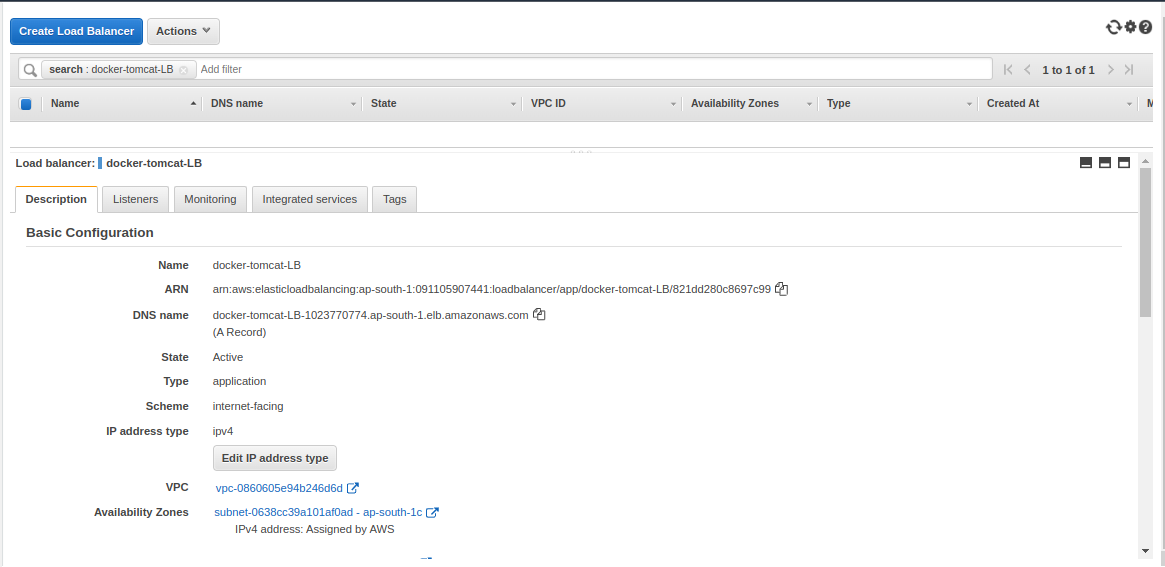 Create Load Balancer Actions
search : docker-tomcat-LB Add filter 1 to 1 of 1
Name DNS name State VPC ID Availability Zones Type Created At M
Load balancer: docker-tomcat-LB
Description Listeners Monitoring Integrated services Tags
Basic Configuration
Name docker-tomcat-LB
ARN arn:aws:elasticloadbalancing:ap-south-1:091105907441:loadbalancer/app/docker-tomcat-LB/821dd280c8697c99
DNS name docker-tomcat-LB-1023770774.ap-south-1.elb.amazonaws.com
(A Record)
State Active
Type application
Scheme internet-facing
IP address type ipv4
Edit IP address type
VPC vpc-0860605e94b246d6d
Availability Zones subnet-0638cc39a101af0ad - ap-south-1c
IPv4 address: Assigned by AWS